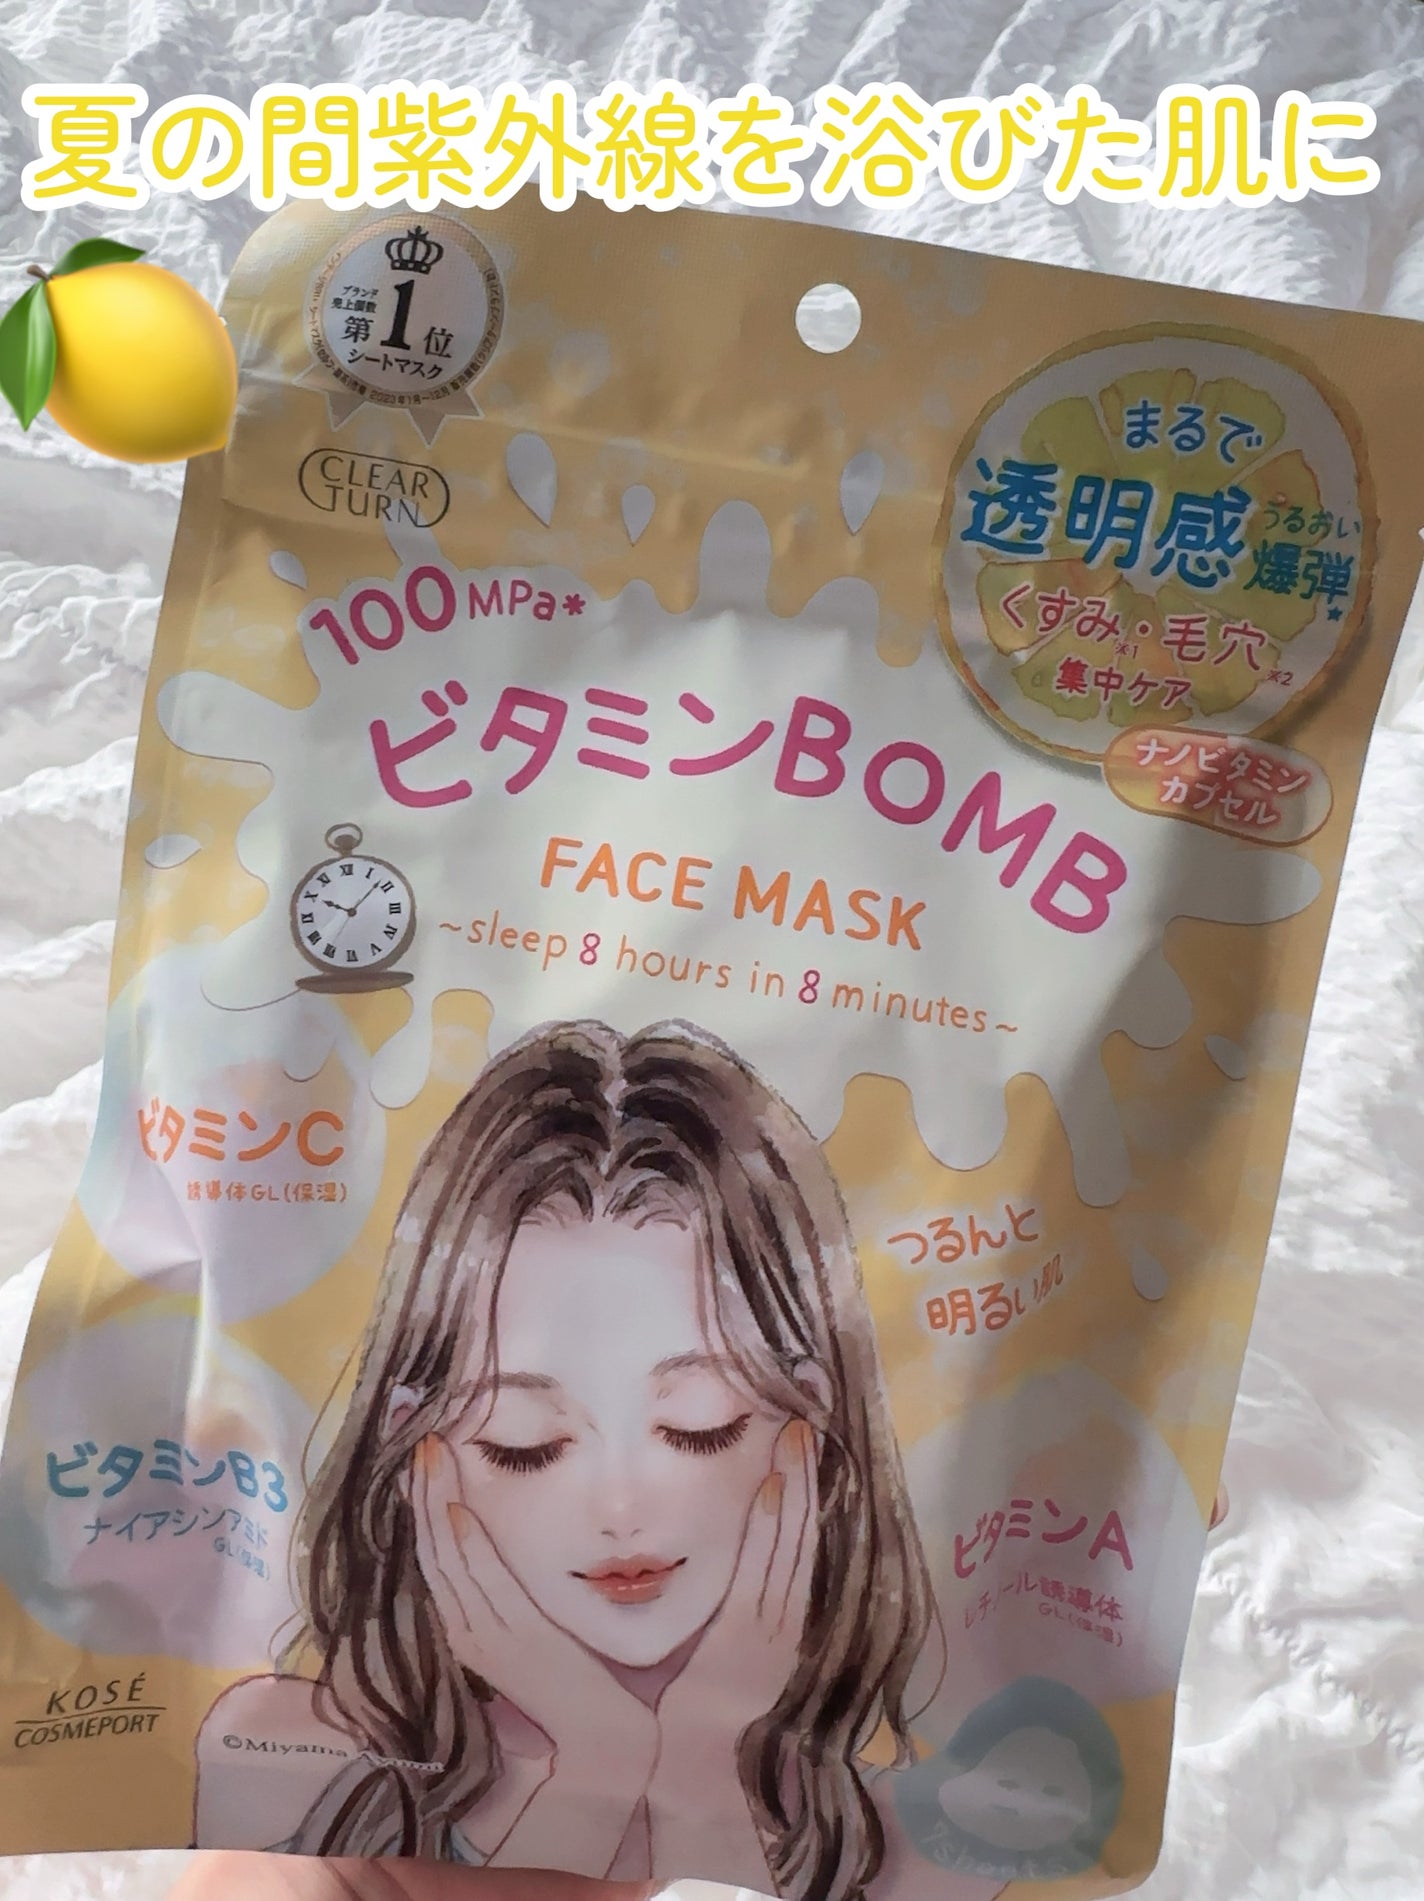 夏の間紫外線を浴びた肌に
ブランド
売上個数
第1位
シートマスク
CLEAR
TURN
まるで
透明感
うるおい
爆弾★
くすみ※1・毛穴※2
集中ケア
ナノビタミン
カプセル
100MPa*
ビタミンBOMB
FACE MASK
~sleep 8 hours in 8 minutes~
ビタミンC
誘導体GL(保湿)
つるんと
明るい肌
ビタミンB3
ナイアシンアミド
GL(保湿)
ビタミンA
レチノール誘導体
GL(保湿)
KOSÉ
COSMEPORT
©Miyama Ayumi
7sheets